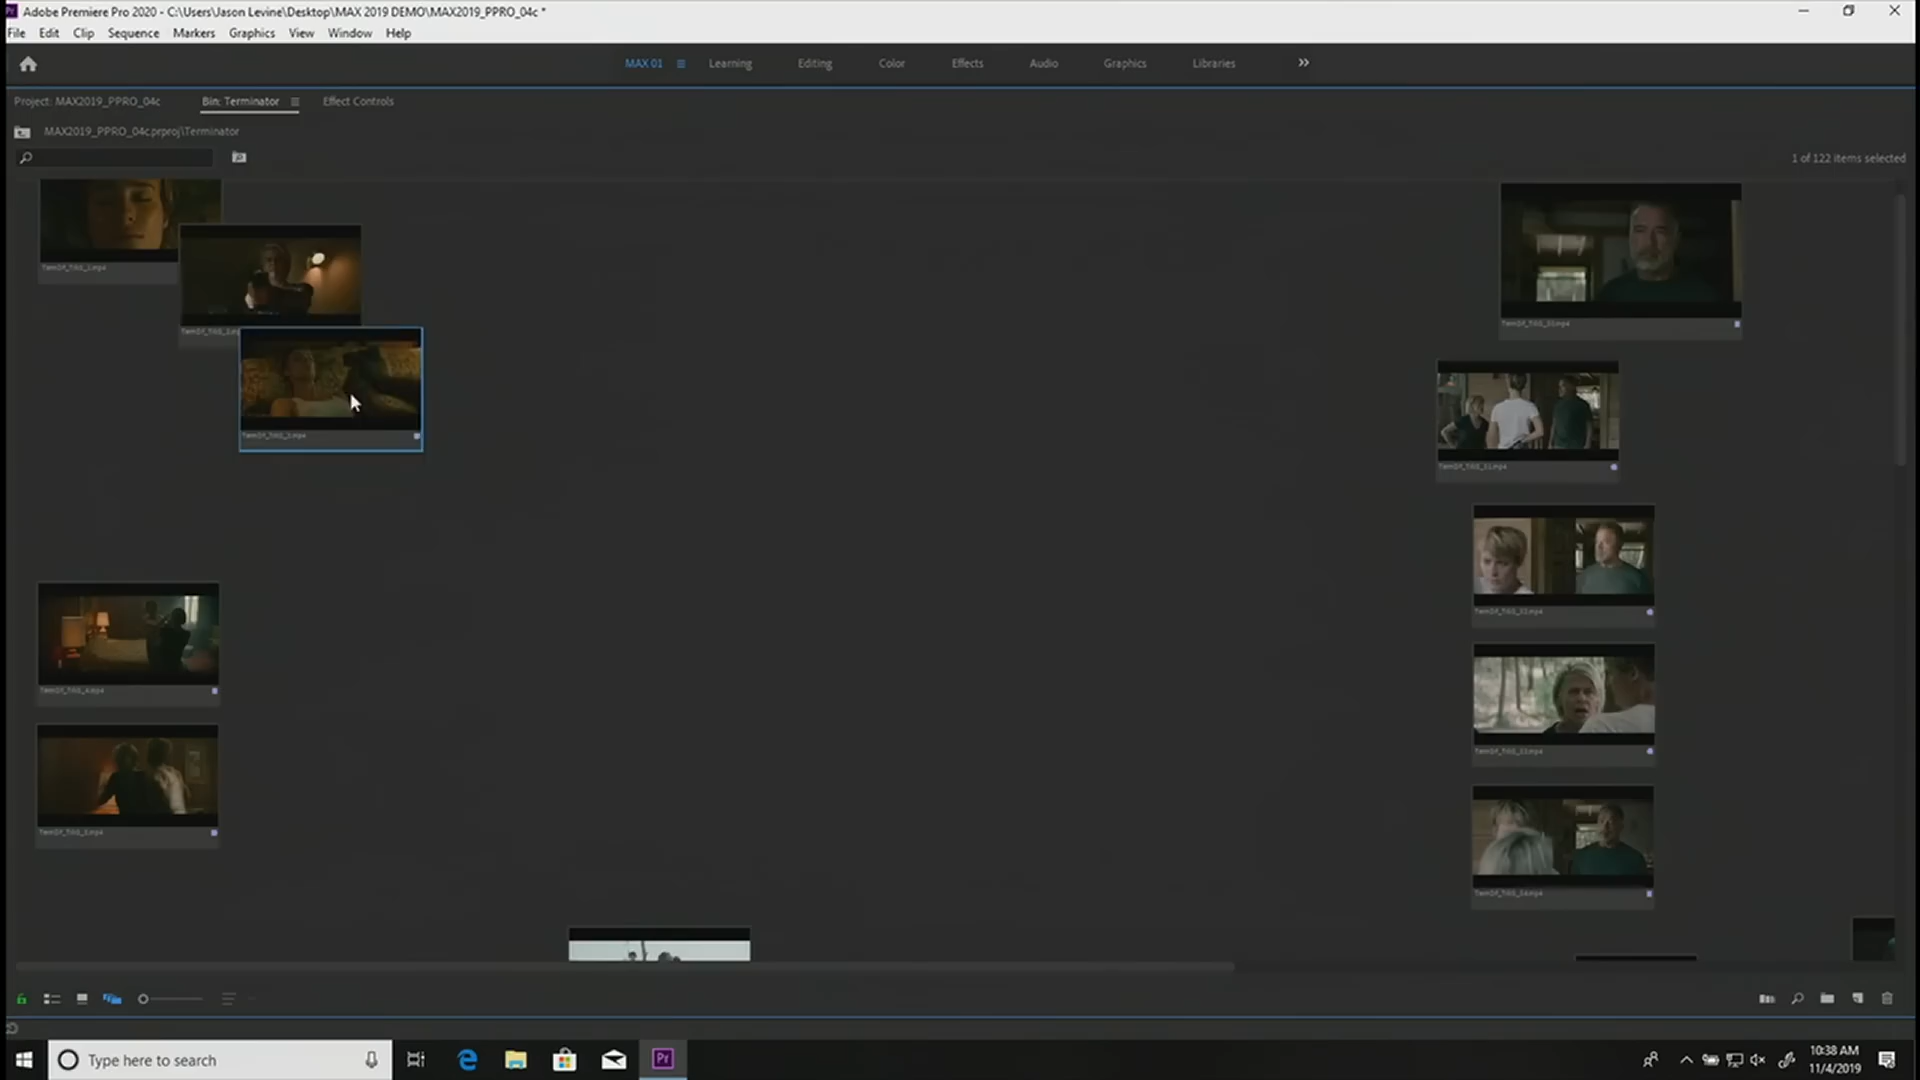 Adobe Premiere Pro 2020 - C:\Users\Jason Levine\Desktop\MAX 2019 DEMO\MAX2019_PPRO_04c *
File Edit Clip Sequence Markers Graphics View Window Help
MAX 01 Learning Editing Color Effects Audio Graphics Libraries
Project: MAX2019_PPRO_04c Bin: Terminator Effect Controls
MAX2019_PPRO_04c.prproj\Terminator
1 of 122 items selected
Type here to search
Pr
10:38 AM
11/4/2019